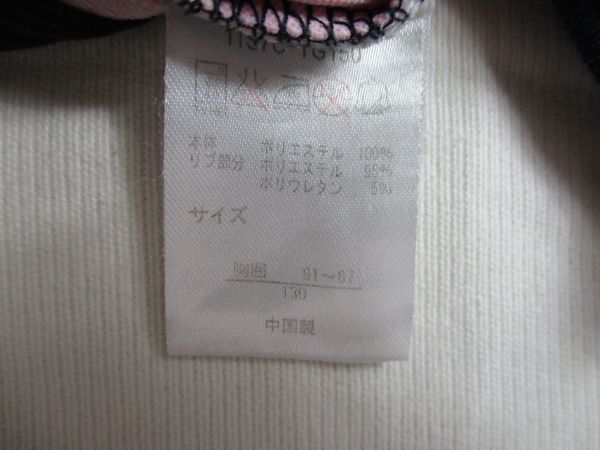 本体 ポリエステル 100%
リブ部分 ポリエステル 95%
ポリウレタン 5%
サイズ
胸囲 61～67
130
中国製